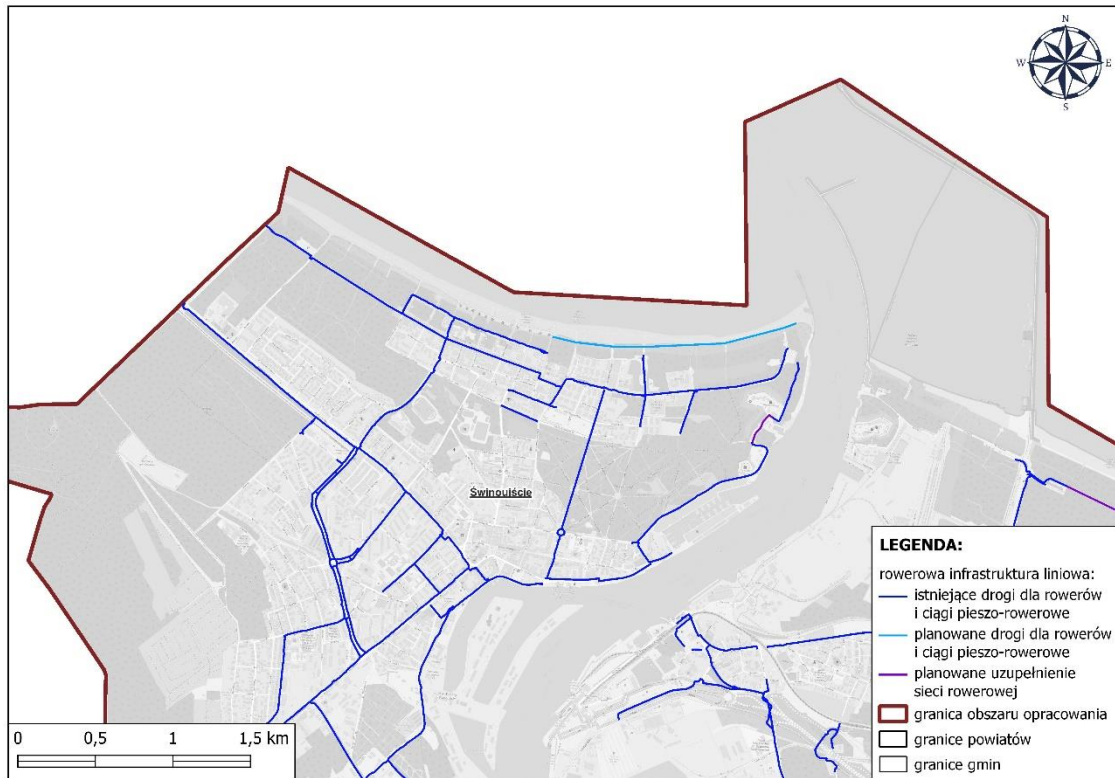 N
W E
S
Świnoujście
LEGENDA:
rowerowa infrastruktura liniowa:
istniejące drogi dla rowerów
i ciągi pieszo-rowerowe
planowane drogi dla rowerów
i ciągi pieszo-rowerowe
planowane uzupełnienie
sieci rowerowej
granica obszaru opracowania
granice powiatów
granice gmin
0 0,5 1 1,5 km